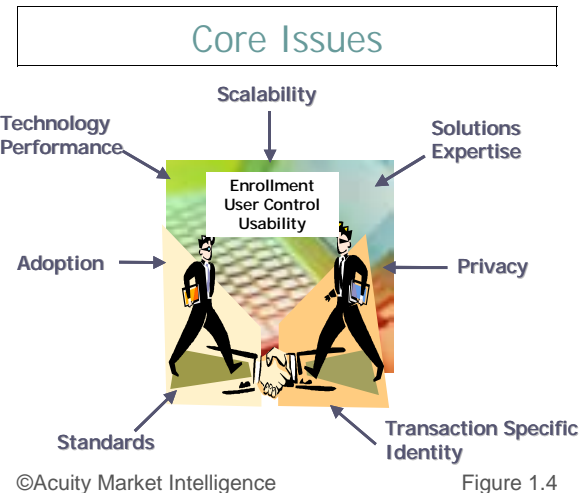 Core Issues
Scalability
Technology
Performance
Solutions
Expertise
Enrollment
User Control
Usability
Adoption
Privacy
Standards
Transaction Specific
Identity
©Acuity Market Intelligence
Figure 1.4